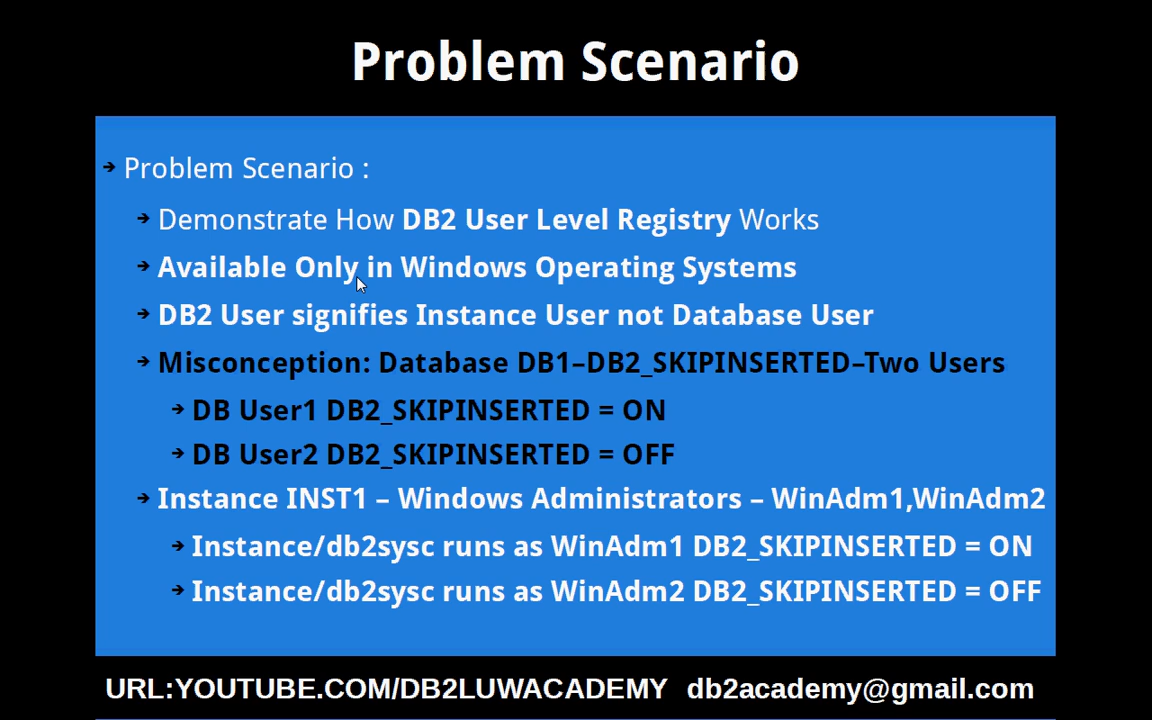 Problem Scenario
Problem Scenario :
Demonstrate How DB2 User Level Registry Works
Available Only in Windows Operating Systems
DB2 User signifies Instance User not Database User
Misconception: Database DB1–DB2_SKIPINSERTED–Two Users
DB User1 DB2_SKIPINSERTED = ON
DB User2 DB2_SKIPINSERTED = OFF
Instance INST1 – Windows Administrators – WinAdm1,WinAdm2
Instance/db2sysc runs as WinAdm1 DB2_SKIPINSERTED = ON
Instance/db2sysc runs as WinAdm2 DB2_SKIPINSERTED = OFF
URL:YOUTUBE.COM/DB2LUWACADEMY db2academy@gmail.com